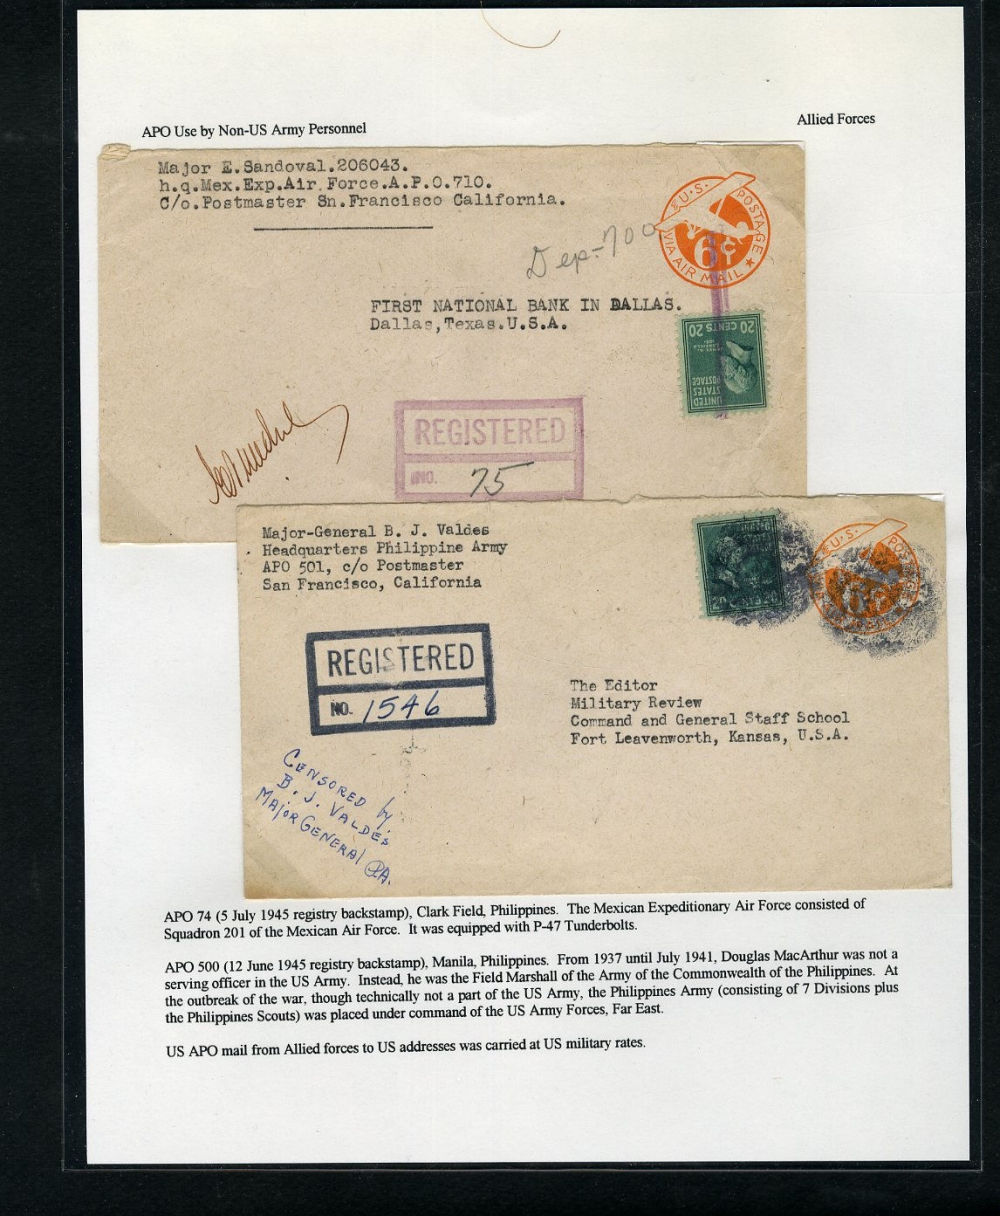 APO Use by Non-US Army Personnel
Allied Forces
Major E.Sandoval.206043.
h.q.Mex.Exp.Air Force.A.P.O.710.
C/o.Postmaster Sn.Francisco California.
U.S. POSTAGE
6¢
VIA AIR MAIL
Dep-700
FIRST NATIONAL BANK IN DALLAS.
Dallas,Texas.U.S.A.
20 CENTS 20
UNITED
STATES
POSTAGE
REGISTERED
NO. 75
Major-General B. J. Valdes
Headquarters Philippine Army
APO 501, c/o Postmaster
San Francisco, California
U.S. POSTAGE
REGISTERED
NO. 1546
The Editor
Military Review
Command and General Staff School
Fort Leavenworth, Kansas, U.S.A.
CENSORED by
B. J. VALDES
MAJOR GENERAL PA.
APO 74 (5 July 1945 registry backstamp), Clark Field, Philippines. The Mexican Expeditionary Air Force consisted of
Squadron 201 of the Mexican Air Force. It was equipped with P-47 Tunderbolts.
APO 500 (12 June 1945 registry backstamp), Manila, Philippines. From 1937 until July 1941, Douglas MacArthur was not a
serving officer in the US Army. Instead, he was the Field Marshall of the Army of the Commonwealth of the Philippines. At
the outbreak of the war, though technically not a part of the US Army, the Philippines Army (consisting of 7 Divisions plus
the Philippines Scouts) was placed under command of the US Army Forces, Far East.
US APO mail from Allied forces to US addresses was carried at US military rates.